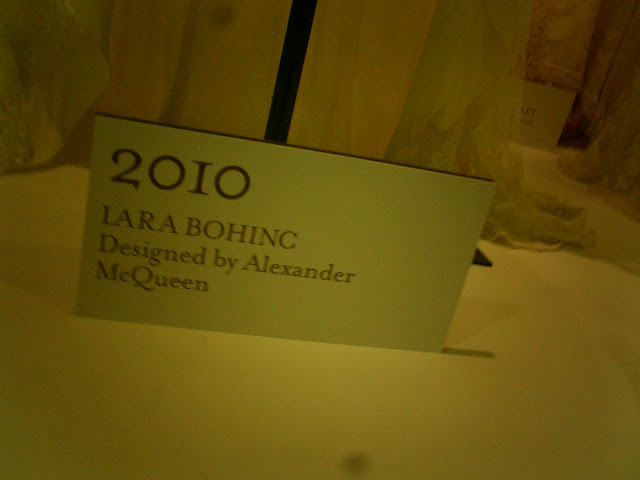 2010
LARA BOHINC
Designed by Alexander
McQueen